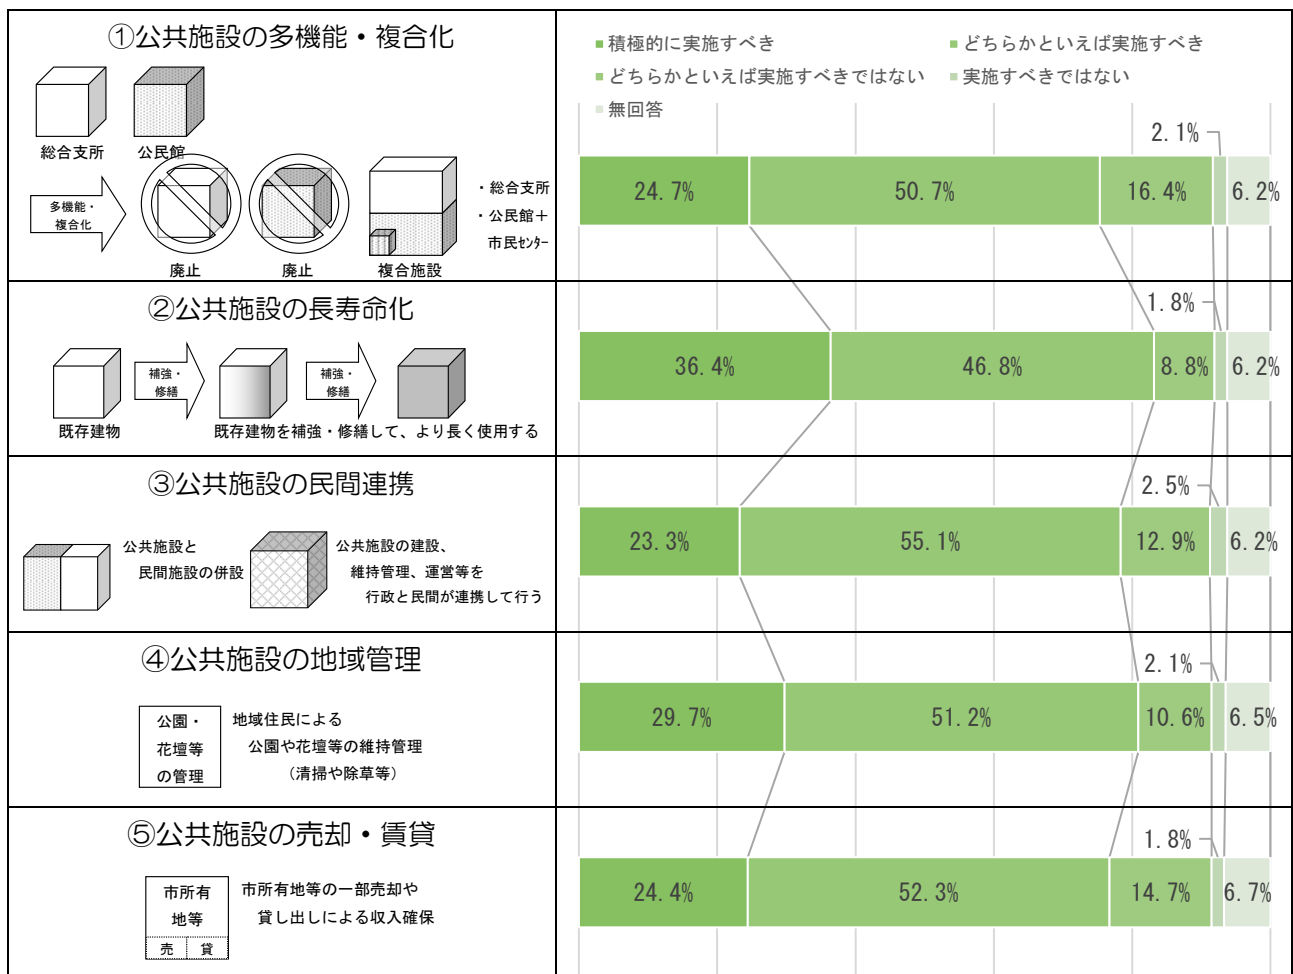 ①公共施設の多機能・複合化
総合支所
公民館
多機能・
複合化
廃止
廃止
複合施設
・総合支所
・公民館＋
市民ｾﾝﾀｰ
■積極的に実施すべき
■どちらかといえば実施すべき
■どちらかといえば実施すべきではない
■実施すべきではない
■無回答
2.1%
24.7%
50.7%
16.4%
6.2%
②公共施設の長寿命化
補強・
修繕
補強・
修繕
既存建物
既存建物を補強・修繕して、より長く使用する
1.8%
36.4%
46.8%
8.8%
6.2%
③公共施設の民間連携
公共施設と
民間施設の併設
公共施設の建設、
維持管理、運営等を
行政と民間が連携して行う
2.5%
23.3%
55.1%
12.9%
6.2%
④公共施設の地域管理
公園・
花壇等
の管理
地域住民による
公園や花壇等の維持管理
（清掃や除草等）
2.1%
29.7%
51.2%
10.6%
6.5%
⑤公共施設の売却・賃貸
市所有
地等
売
貸
市所有地等の一部売却や
貸し出しによる収入確保
1.8%
24.4%
52.3%
14.7%
6.7%